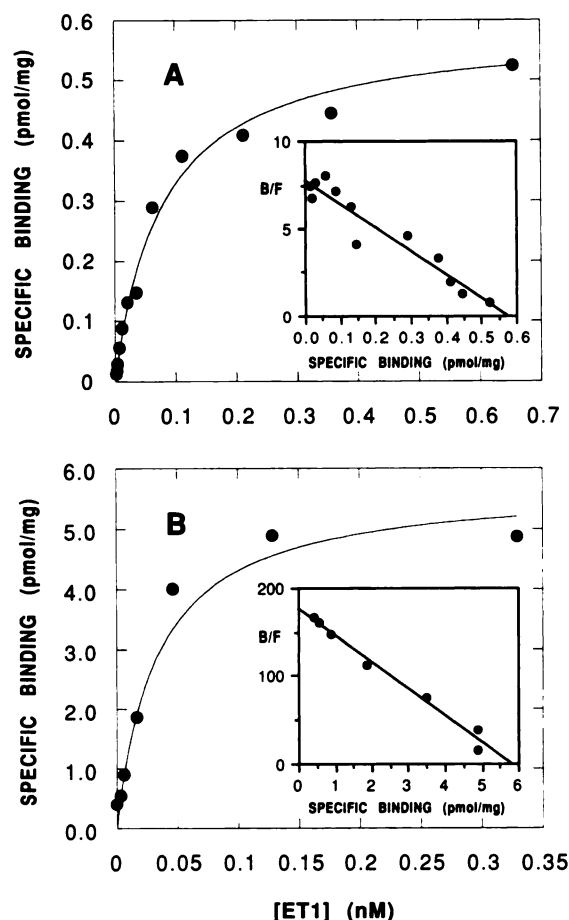 A
SPECIFIC BINDING (pmol/mg)
0.6
0.5
0.4
0.3
0.2
0.1
0
0 0.1 0.2 0.3 0.4 0.5 0.6 0.7
10
B/F
5
0
0.0 0.1 0.2 0.3 0.4 0.5 0.6
SPECIFIC BINDING (pmol/mg)
B
SPECIFIC BINDING (pmol/mg)
6.0
5.0
4.0
3.0
2.0
1.0
0.0
0 0.05 0.1 0.15 0.2 0.25 0.3 0.35
200
B/F
100
0
0 1 2 3 4 5 6
SPECIFIC BINDING (pmol/mg)
[ET1] (nM)